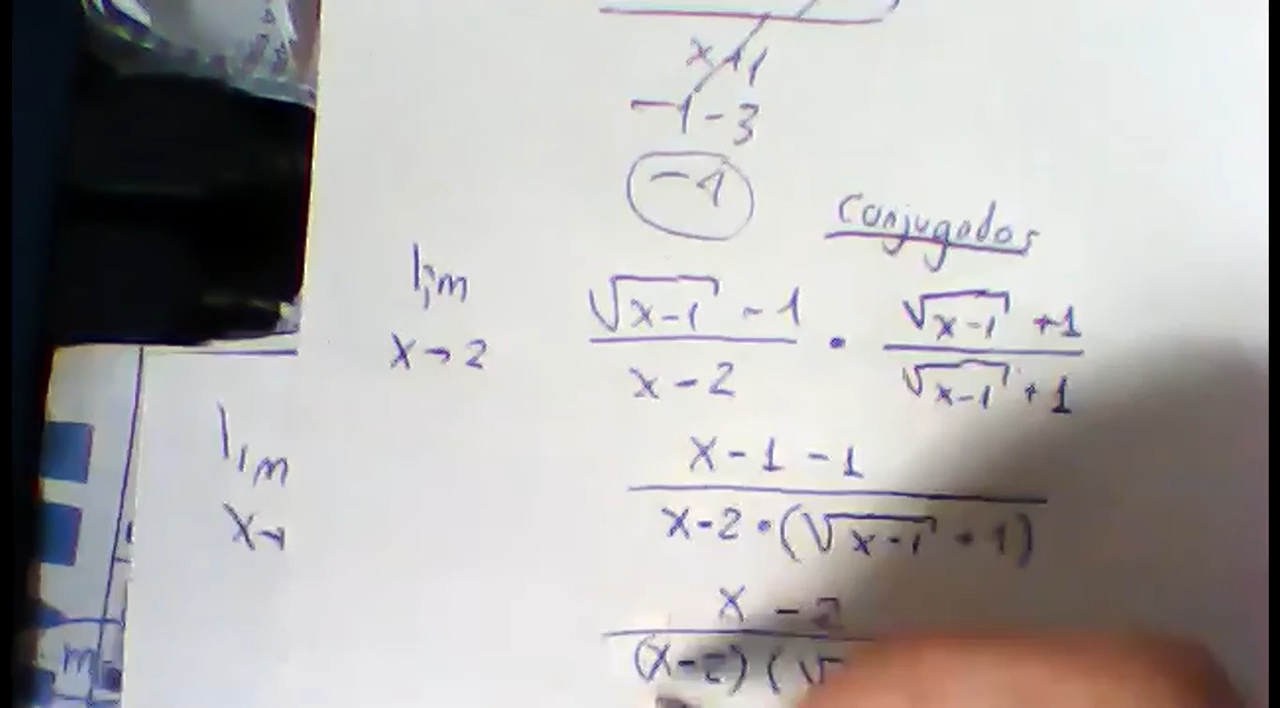 x+1
-1-3
-4
Conjugados
lim x→2 √x-1 - 1 / x-2 · √x-1 +1 / √x-1 +1
lim x→ x-1-1 / x-2·(√x-1 +1)
x-2 / (x-2)(√
m